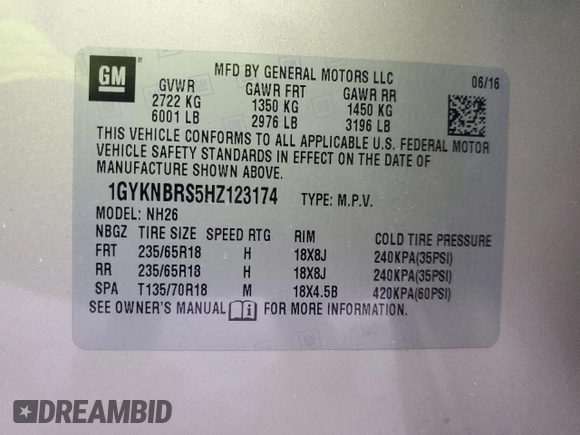 GM
MFD BY GENERAL MOTORS LLC
06/16
GVWR GAWR FRT GAWR RR
2722 KG 1350 KG 1450 KG
6001 LB 2976 LB 3196 LB
THIS VEHICLE CONFORMS TO ALL APPLICABLE U.S. FEDERAL MOTOR
VEHICLE SAFETY STANDARDS IN EFFECT ON THE DATE OF
MANUFACTURE SHOWN ABOVE.
1GYKNBRS5HZ123174 TYPE: M.P.V.
MODEL: NH26
NBGZ TIRE SIZE SPEED RTG RIM COLD TIRE PRESSURE
FRT 235/65R18 H 18X8J 240KPA(35PSI)
RR 235/65R18 H 18X8J 240KPA(35PSI)
SPA T135/70R18 M 18X4.5B 420KPA(60PSI)
SEE OWNER'S MANUAL FOR MORE INFORMATION.
DREAMBID